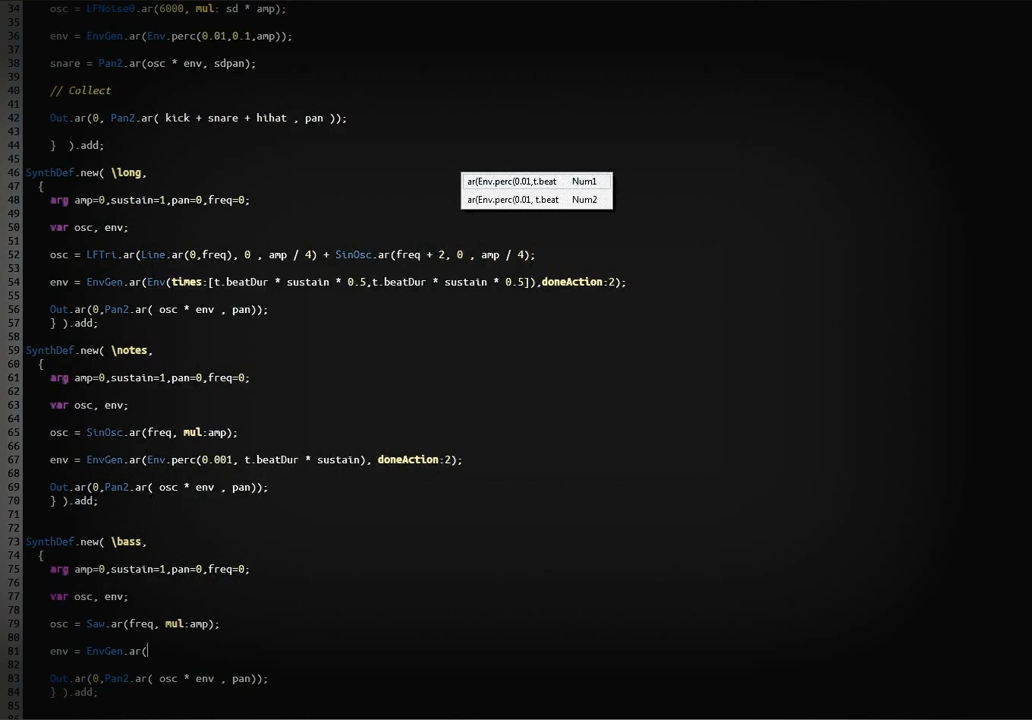 34 osc = LFNoise0.ar(6000, mul: sd * amp);
35
36 env = EnvGen.ar(Env.perc(0.01,0.1,amp));
37
38 snare = Pan2.ar(osc * env, sdpan);
39
40 // Collect
41
42 Out.ar(0, Pan2.ar( kick + snare + hihat , pan ));
43
44 } ).add;
45
46 SynthDef.new( \long,
ar(Env.perc(0.01,t.beat Num1
47 {
48 arg amp=0,sustain=1,pan=0,freq=0;
ar(Env.perc(0.01, t.beat Num2
49
50 var osc, env;
51
52 osc = LFTri.ar(Line.ar(0,freq), 0 , amp / 4) + SinOsc.ar(freq + 2, 0 , amp / 4);
53
54 env = EnvGen.ar(Env(times:[t.beatDur * sustain * 0.5,t.beatDur * sustain * 0.5]),doneAction:2);
55
56 Out.ar(0,Pan2.ar( osc * env , pan));
57 } ).add;
58
59 SynthDef.new( \notes,
60 {
61 arg amp=0,sustain=1,pan=0,freq=0;
62
63 var osc, env;
64
65 osc = SinOsc.ar(freq, mul:amp);
66
67 env = EnvGen.ar(Env.perc(0.001, t.beatDur * sustain), doneAction:2);
68
69 Out.ar(0,Pan2.ar( osc * env , pan));
70 } ).add;
71
72
73 SynthDef.new( \bass,
74 {
75 arg amp=0,sustain=1,pan=0,freq=0;
76
77 var osc, env;
78
79 osc = Saw.ar(freq, mul:amp);
80
81 env = EnvGen.ar(
82
83 Out.ar(0,Pan2.ar( osc * env , pan));
84 } ).add;
85